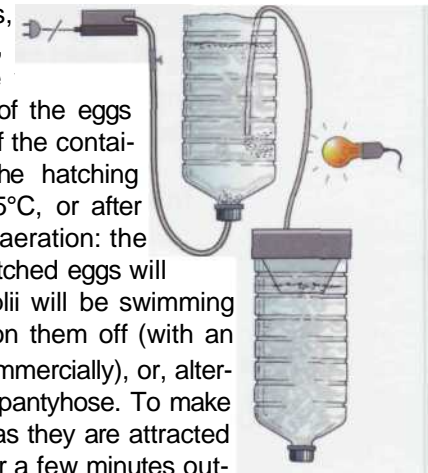 s,
of the eggs
f the contai-
he hatching
5°C, or after
aeration: the
tched eggs will
olii will be swimming
on them off (with an
mmercially), or, alter-
pantyhose. To make
as they are attracted
r a few minutes out-